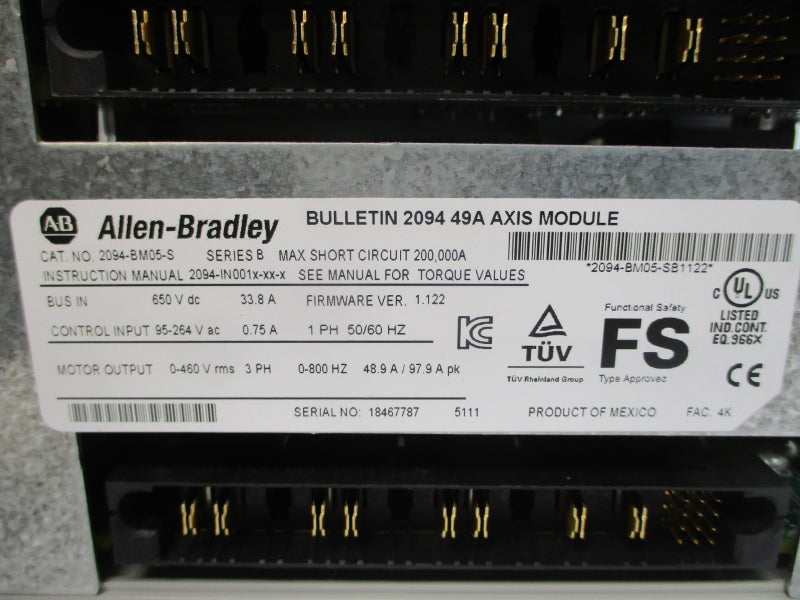 AB Allen-Bradley BULLETIN 2094 49A AXIS MODULE
CAT. NO. 2094-BM05-S SERIES B MAX SHORT CIRCUIT 200,000A
*2094-BM05-SB1122*
INSTRUCTION MANUAL 2094-IN001x-xx-x SEE MANUAL FOR TORQUE VALUES
BUS IN 650 V dc 33.8 A FIRMWARE VER. 1.122
CONTROL INPUT 95-264 V ac 0.75 A 1 PH 50/60 HZ
MOTOR OUTPUT 0-460 V rms 3 PH 0-800 HZ 48.9 A / 97.9 A pk
KC
TÜV
TÜV Rheinland Group
Functional Safety
FS
Type Approved
C UL US
LISTED
IND.CONT.
EQ.966X
CE
SERIAL NO: 18467787 5111 PRODUCT OF MEXICO FAC. 4K